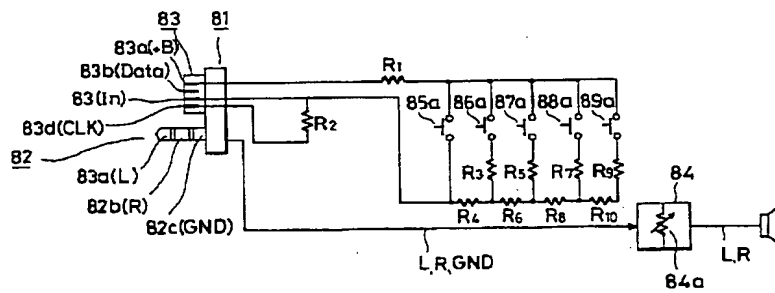 83 81
83a(+B)
83b(Data)
83(In)
83d(CLK)
82
83a(L)
82b(R)
82c(GND)
R1
R2
85a 86a 87a 88a 89a
R3 R5 R7 R9
R4 R6 R8 R10
84
84a
L,R,GND
L,R